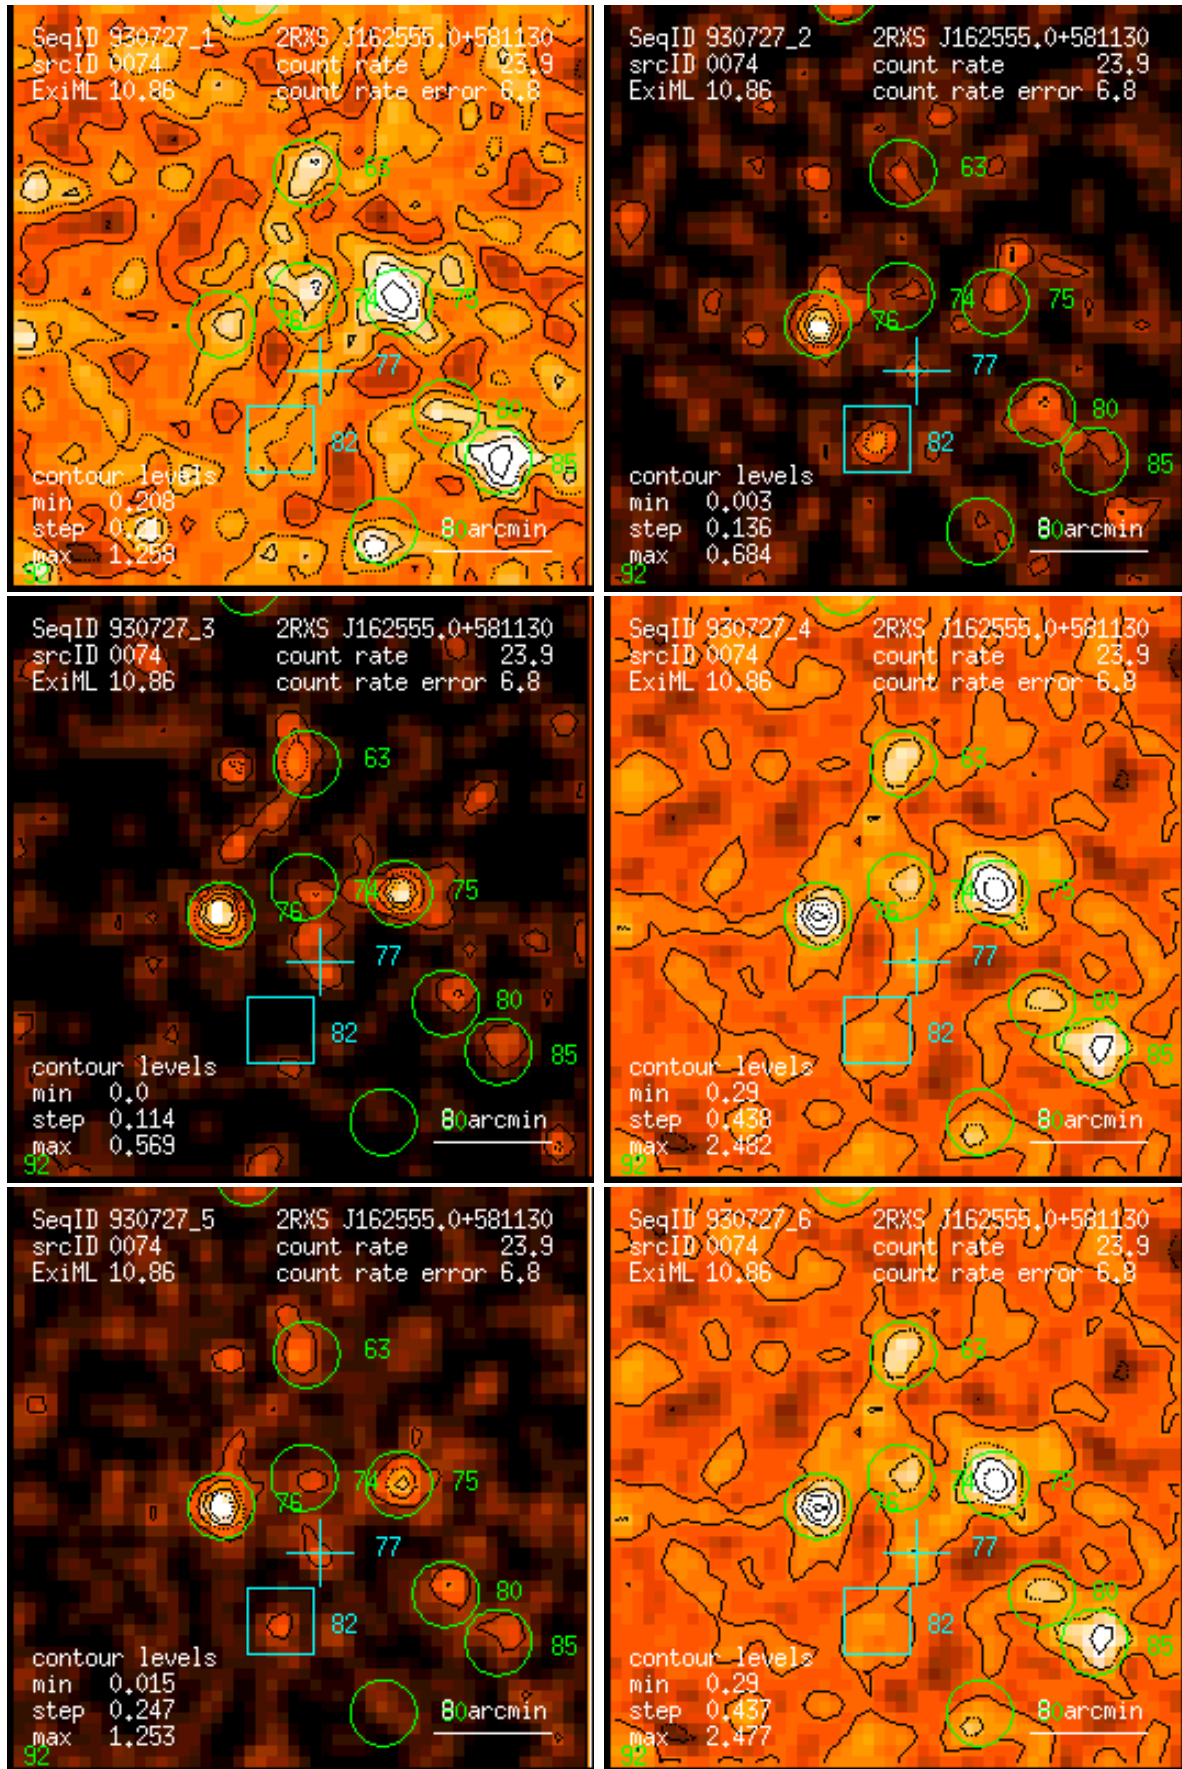 SeqID 930727_1 2RXS J162555.0+581130
srcID 0074 count rate 23.9
ExiML 10.86 count rate error 6.8
63
74 75
76
77
80
82
85
contour levels
min 0.208
step 0.21
max 1.258
80arcmin
92
SeqID 930727_2 2RXS J162555.0+581130
srcID 0074 count rate 23.9
ExiML 10.86 count rate error 6.8
63
74 75
76
77
80
82
85
contour levels
min 0.003
step 0.136
max 0.684
80arcmin
92
SeqID 930727_3 2RXS J162555.0+581130
srcID 0074 count rate 23.9
ExiML 10.86 count rate error 6.8
63
74 75
76
77
80
82
85
contour levels
min 0.0
step 0.114
max 0.569
80arcmin
92
SeqID 930727_4 2RXS J162555.0+581130
srcID 0074 count rate 23.9
ExiML 10.86 count rate error 6.8
63
74 75
76
77
80
82
85
contour levels
min 0.29
step 0.438
max 2.482
80arcmin
92
SeqID 930727_5 2RXS J162555.0+581130
srcID 0074 count rate 23.9
ExiML 10.86 count rate error 6.8
63
74 75
76
77
80
82
85
contour levels
min 0.015
step 0.247
max 1.253
80arcmin
92
SeqID 930727_6 2RXS J162555.0+581130
srcID 0074 count rate 23.9
ExiML 10.86 count rate error 6.8
63
74 75
76
77
80
82
85
contour levels
min 0.29
step 0.437
max 2.477
80arcmin
92